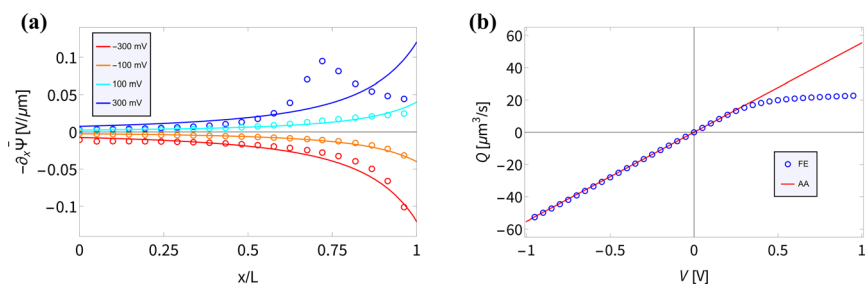 (a)
−∂ₓΨ̄ [V/μm]
0.1
0.05
0
−0.05
−0.1
−300 mV
−100 mV
100 mV
300 mV
0
0.25
0.5
0.75
1
x/L
(b)
Q [μm³/s]
60
40
20
0
−20
−40
−60
FE
AA
−1
−0.5
0
0.5
1
V [V]